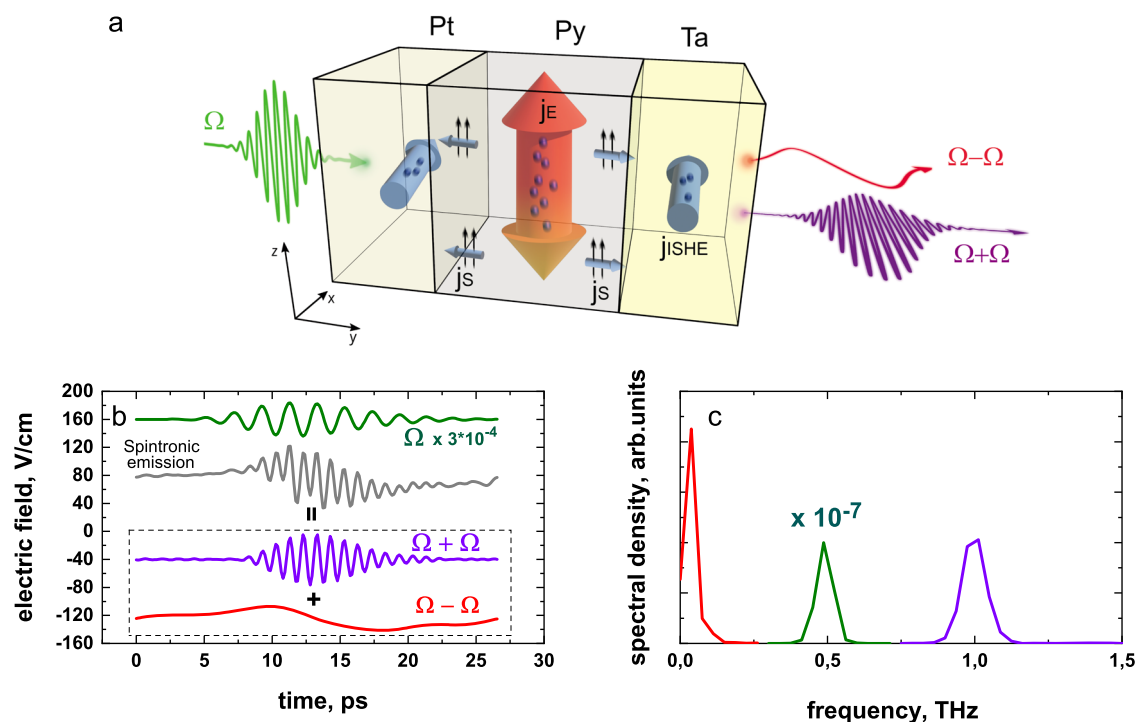 a
Pt Py Ta
Ω
jE
Ω−Ω
jISHE
Ω+Ω
jS jS
z
x
y
b
200
160
120
80
40
0
-40
-80
-120
-160
electric field, V/cm
Ω x 3*10-4
Spintronic
emission
=
Ω + Ω
+
Ω − Ω
0 5 10 15 20 25 30
time, ps
c
spectral density, arb.units
x 10-7
0,0 0,5 1,0 1,5
frequency, THz